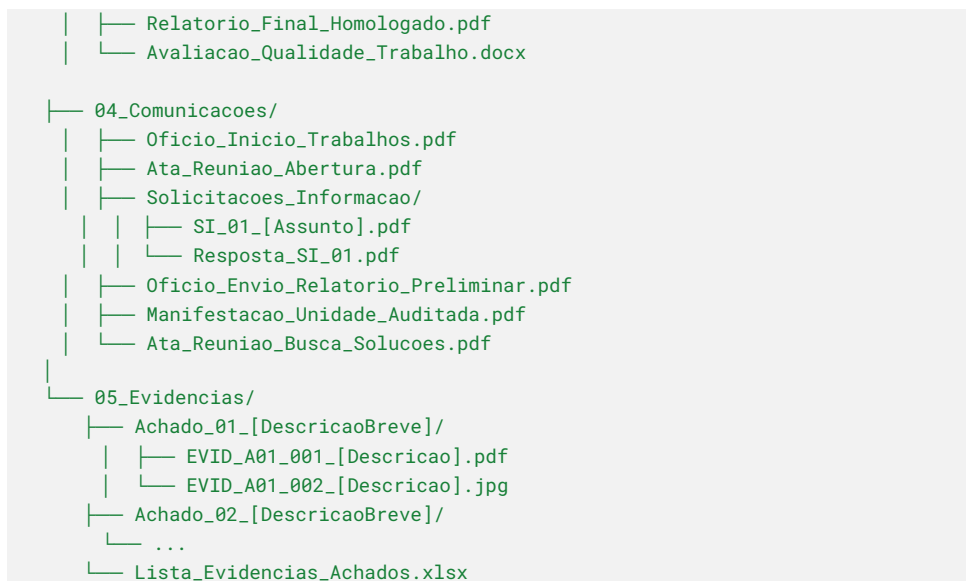 │ ├── Relatorio_Final_Homologado.pdf
│ └── Avaliacao_Qualidade_Trabalho.docx
├── 04_Comunicacoes/
│ ├── Oficio_Inicio_Trabalhos.pdf
│ ├── Ata_Reuniao_Abertura.pdf
│ ├── Solicitacoes_Informacao/
│ │ ├── SI_01_[Assunto].pdf
│ │ └── Resposta_SI_01.pdf
│ ├── Oficio_Envio_Relatorio_Preliminar.pdf
│ ├── Manifestacao_Unidade_Auditada.pdf
│ └── Ata_Reuniao_Busca_Solucoes.pdf
│
└── 05_Evidencias/
├── Achado_01_[DescricaoBreve]/
│ ├── EVID_A01_001_[Descricao].pdf
│ └── EVID_A01_002_[Descricao].jpg
├── Achado_02_[DescricaoBreve]/
└── ...
└── Lista_Evidencias_Achados.xlsx